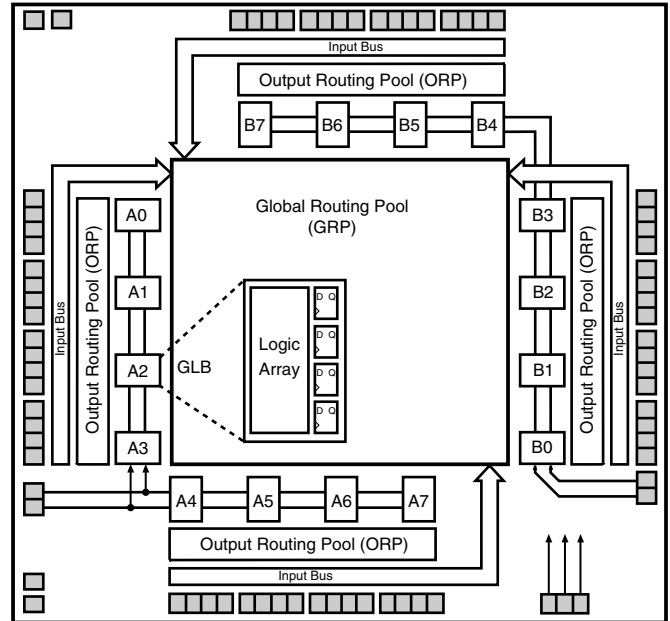 Input Bus
Output Routing Pool (ORP)
B7 B6 B5 B4
Input Bus
Output Routing Pool (ORP)
A0
A1
A2
A3
Global Routing Pool
(GRP)
GLB
Logic
Array
D Q
D Q
D Q
D Q
B3
B2
B1
B0
Output Routing Pool (ORP)
Input Bus
A4 A5 A6 A7
Output Routing Pool (ORP)
Input Bus